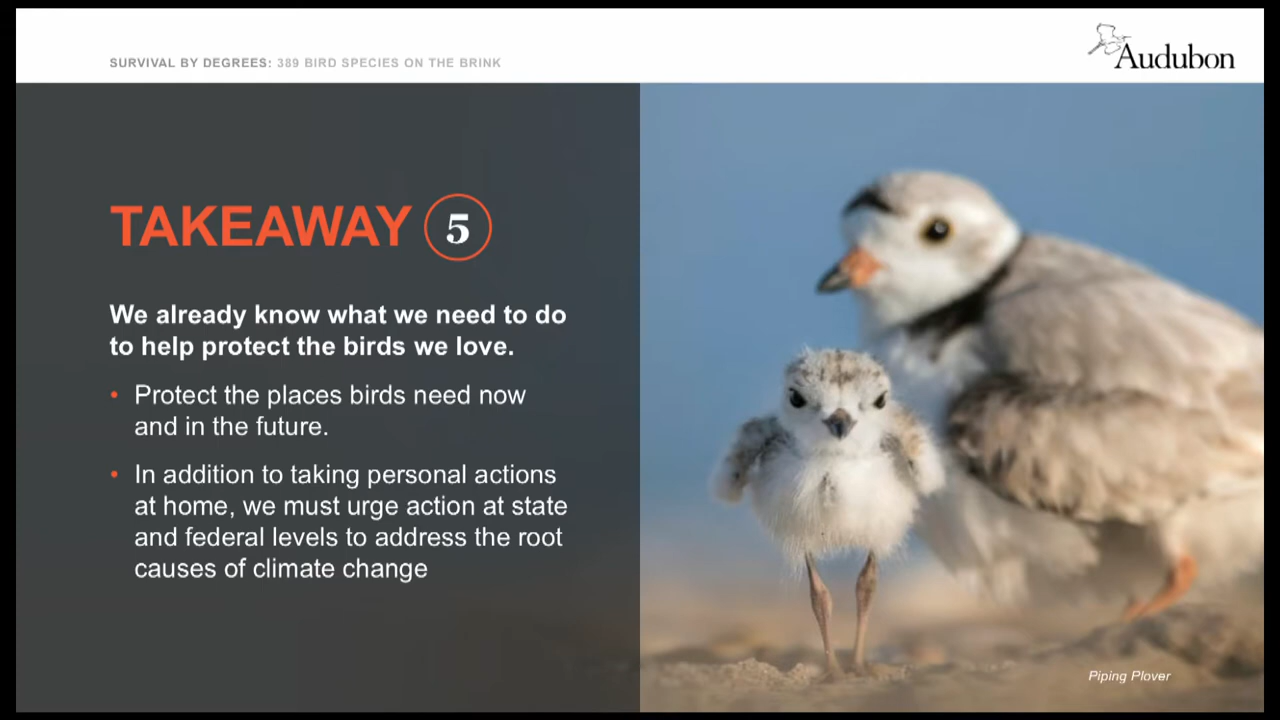 SURVIVAL BY DEGREES: 389 BIRD SPECIES ON THE BRINK
Audubon
TAKEAWAY 5
We already know what we need to do
to help protect the birds we love.
• Protect the places birds need now
and in the future.
• In addition to taking personal actions
at home, we must urge action at state
and federal levels to address the root
causes of climate change
Piping Plover